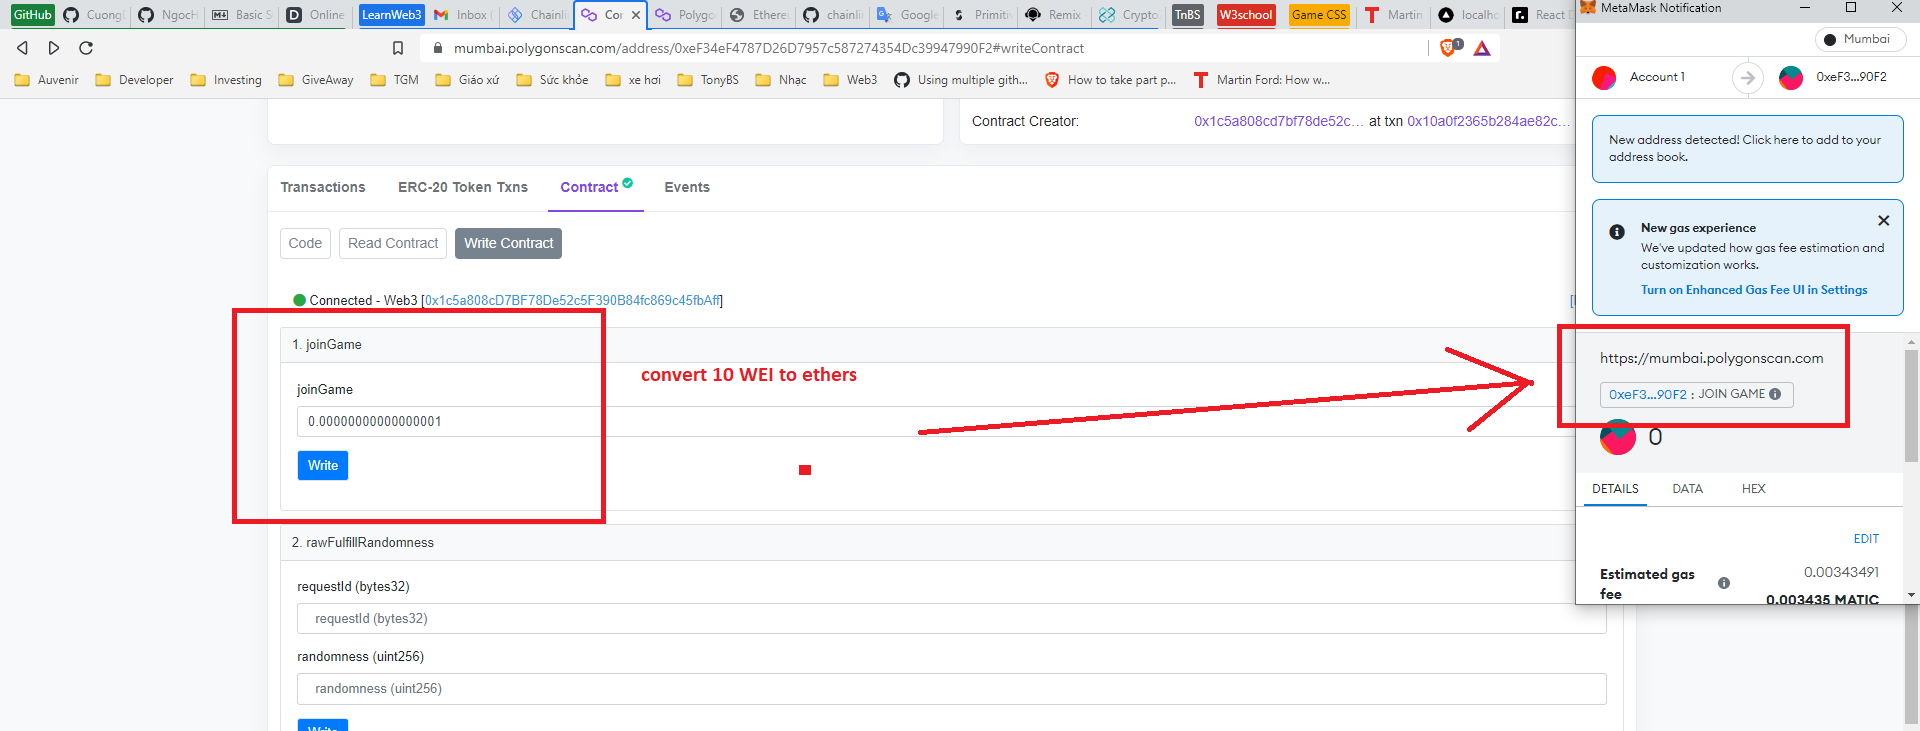 GitHub Cuong NgocH Basic S Online LearnWeb3 Inbox ( Chainli Co Polygo Ethere chainlin Google Primiti Remix Crypto TnBS W3school Game CSS Martin localho React D
mumbai.polygonscan.com/address/0xeF34eF4787D26D7957c587274354Dc39947990F2#writeContract
1
Auvenir Developer Investing GiveAway TGM Giáo xứ Sức khỏe xe hơi TonyBS Nhạc Web3 Using multiple gith... How to take part p... Martin Ford: How w...
Contract Creator: 0x1c5a808cd7bf78de52c... at txn 0x10a0f2365b284ae82c...
Transactions ERC-20 Token Txns Contract Events
Code Read Contract Write Contract
Connected - Web3 [0x1c5a808cD7BF78De52c5F390B84fc869c45fbAff]
1. joinGame
joinGame
0.00000000000000001
Write
convert 10 WEI to ethers
2. rawFulfillRandomness
requestId (bytes32)
requestId (bytes32)
randomness (uint256)
randomness (uint256)
Write
MetaMask Notification
Mumbai
Account 1 0xeF3...90F2
New address detected! Click here to add to your
address book.
New gas experience
We've updated how gas fee estimation and
customization works.
Turn on Enhanced Gas Fee UI in Settings
https://mumbai.polygonscan.com
0xeF3...90F2 : JOIN GAME
0
DETAILS DATA HEX
EDIT
Estimated gas
fee
0.00343491
0.003435 MATIC